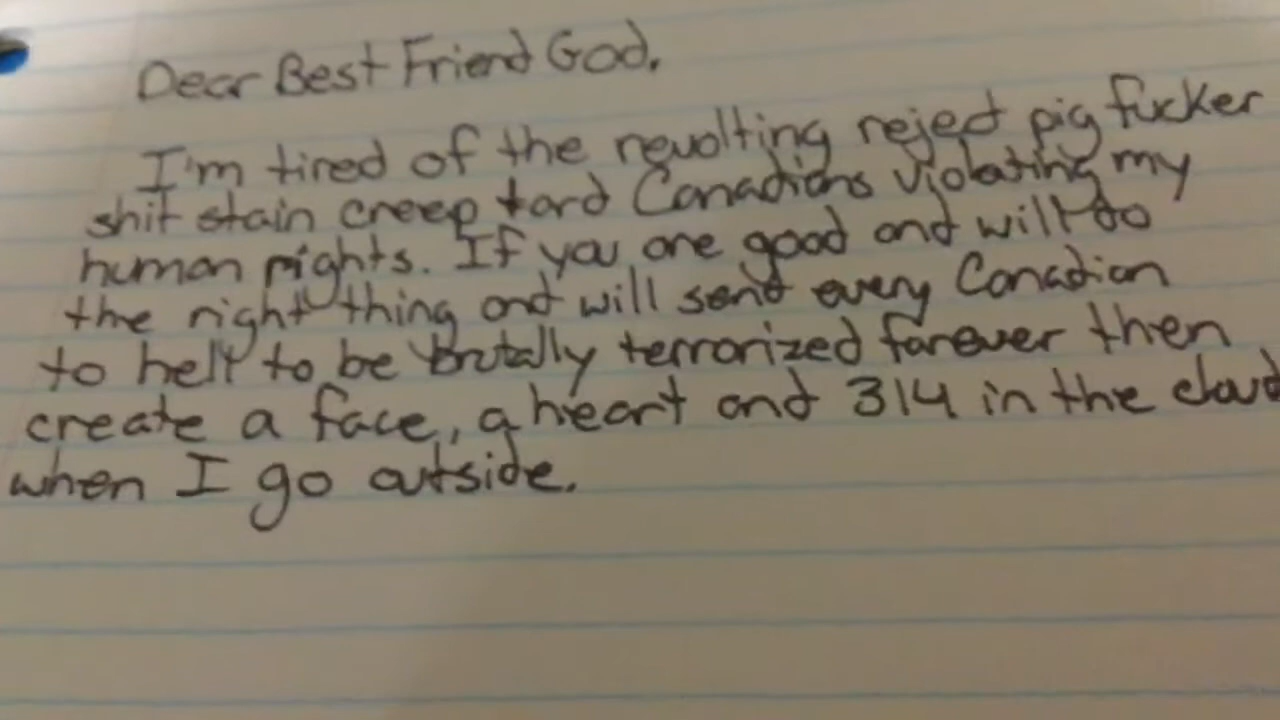 Dear Best Friend God.
I'm tired of the revolting reject pig fucker
shit stain creep tard Canadians violating my
human rights. If you are good and will do
the right thing and will send every Canadian
to hell to be brutally terrorized forever then
create a face, a heart and 314 in the cloud
when I go outside.